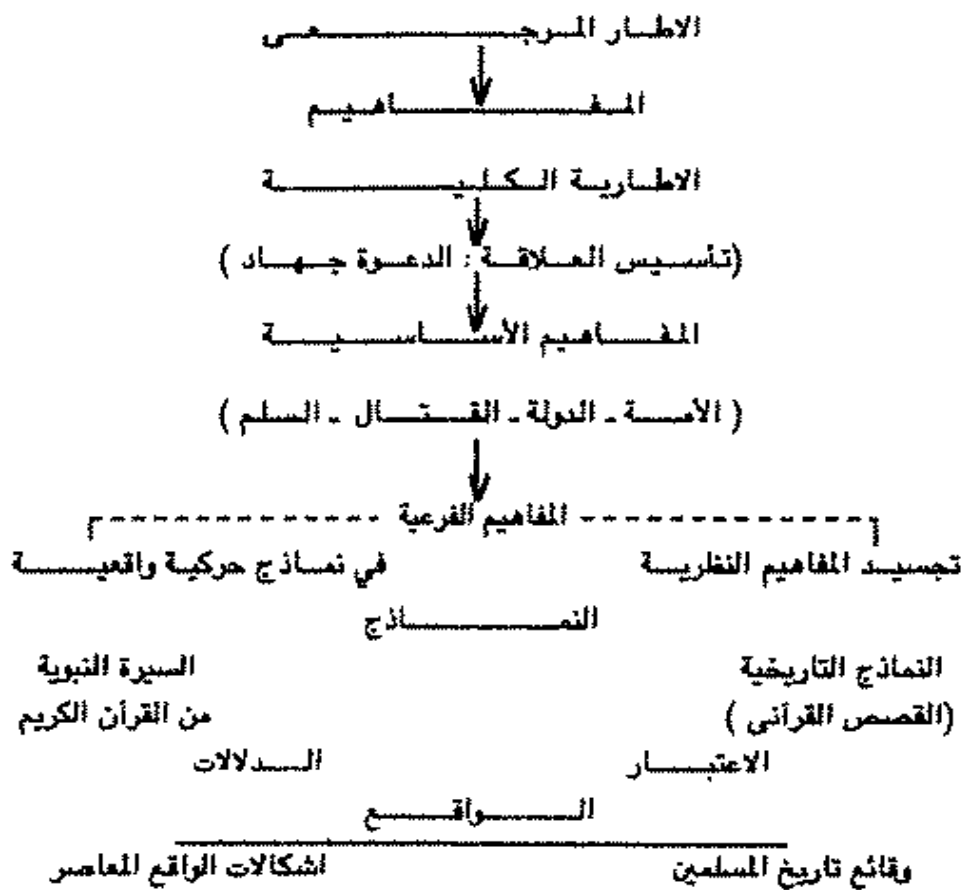 الاطار المرجعى
المفاهيم
الاطارية الكلية
(تأسيس العلاقة : الدعوة جهاد )
المفاهيم الأساسية
( الأمة ـ الدولة ـ القتال ـ السلم )
المفاهيم الفرعية
تجسيد المفاهيم النظرية في نماذج حركية واقعية
النماذج
النماذج التاريخية السيرة النبوية
(القصص القرآنى ) من القرآن الكريم
الاعتبار الدلالات
الواقع
وقائع تاريخ المسلمين اشكالات الواقع المعاصر